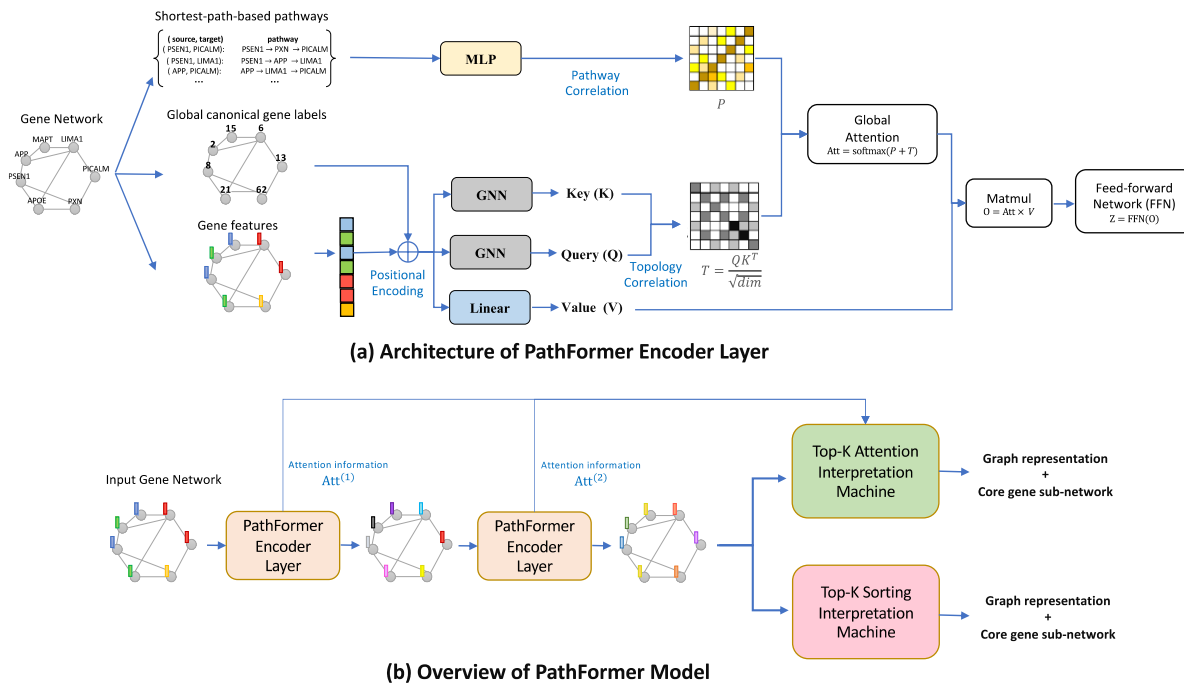 Shortest-path-based pathways
(source, target) pathway
(PSEN1, PICALM): PSEN1 → PXN → PICALM
(PSEN1, LIMA1): PSEN1 → APP → LIMA1
(APP, PICALM): APP → LIMA1 → PICALM
... ...
MLP
Pathway
Correlation
P
Gene Network
MAPT LIMA1
APP
PSEN1
PICALM
APOE PXN
Global canonical gene labels
15 6
2
8
13
21 62
Gene features
Positional
Encoding
GNN
Key (K)
GNN
Query (Q)
Linear
Value (V)
Topology
Correlation
T = QK^T / √dim
Global
Attention
Att = softmax(P + T)
Matmul
O = Att × V
Feed-forward
Network (FFN)
Z = FFN(O)
(a) Architecture of PathFormer Encoder Layer
Input Gene Network
PathFormer
Encoder
Layer
Attention information
Att^(1)
PathFormer
Encoder
Layer
Attention information
Att^(2)
Top-K Attention
Interpretation
Machine
Graph representation
+
Core gene sub-network
Top-K Sorting
Interpretation
Machine
Graph representation
+
Core gene sub-network
(b) Overview of PathFormer Model